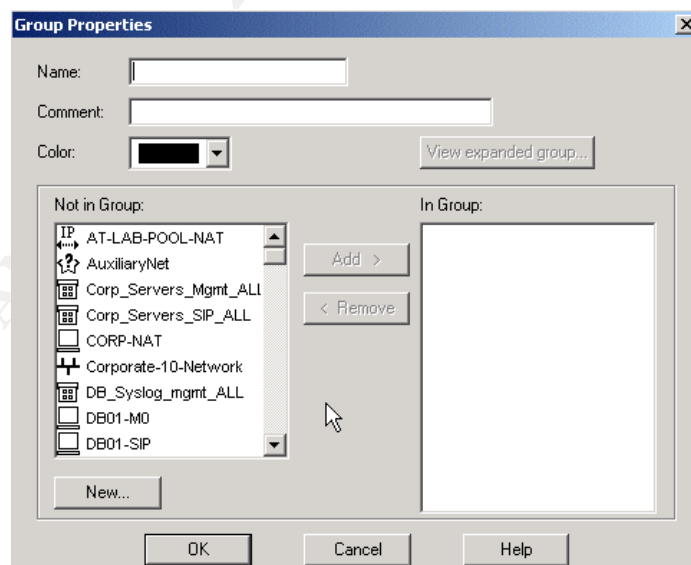 Group Properties
Name:
Comment:
Color:
View expanded group...
Not in Group:
In Group:
IP
AT-LAB-POOL-NAT
AuxiliaryNet
Corp_Servers_Mgmt_ALL
Corp_Servers_SIP_ALL
CORP-NAT
Corporate-10-Network
DB_Syslog_mgmt_ALL
DB01-M0
DB01-SIP
Add >
< Remove
New...
OK
Cancel
Help